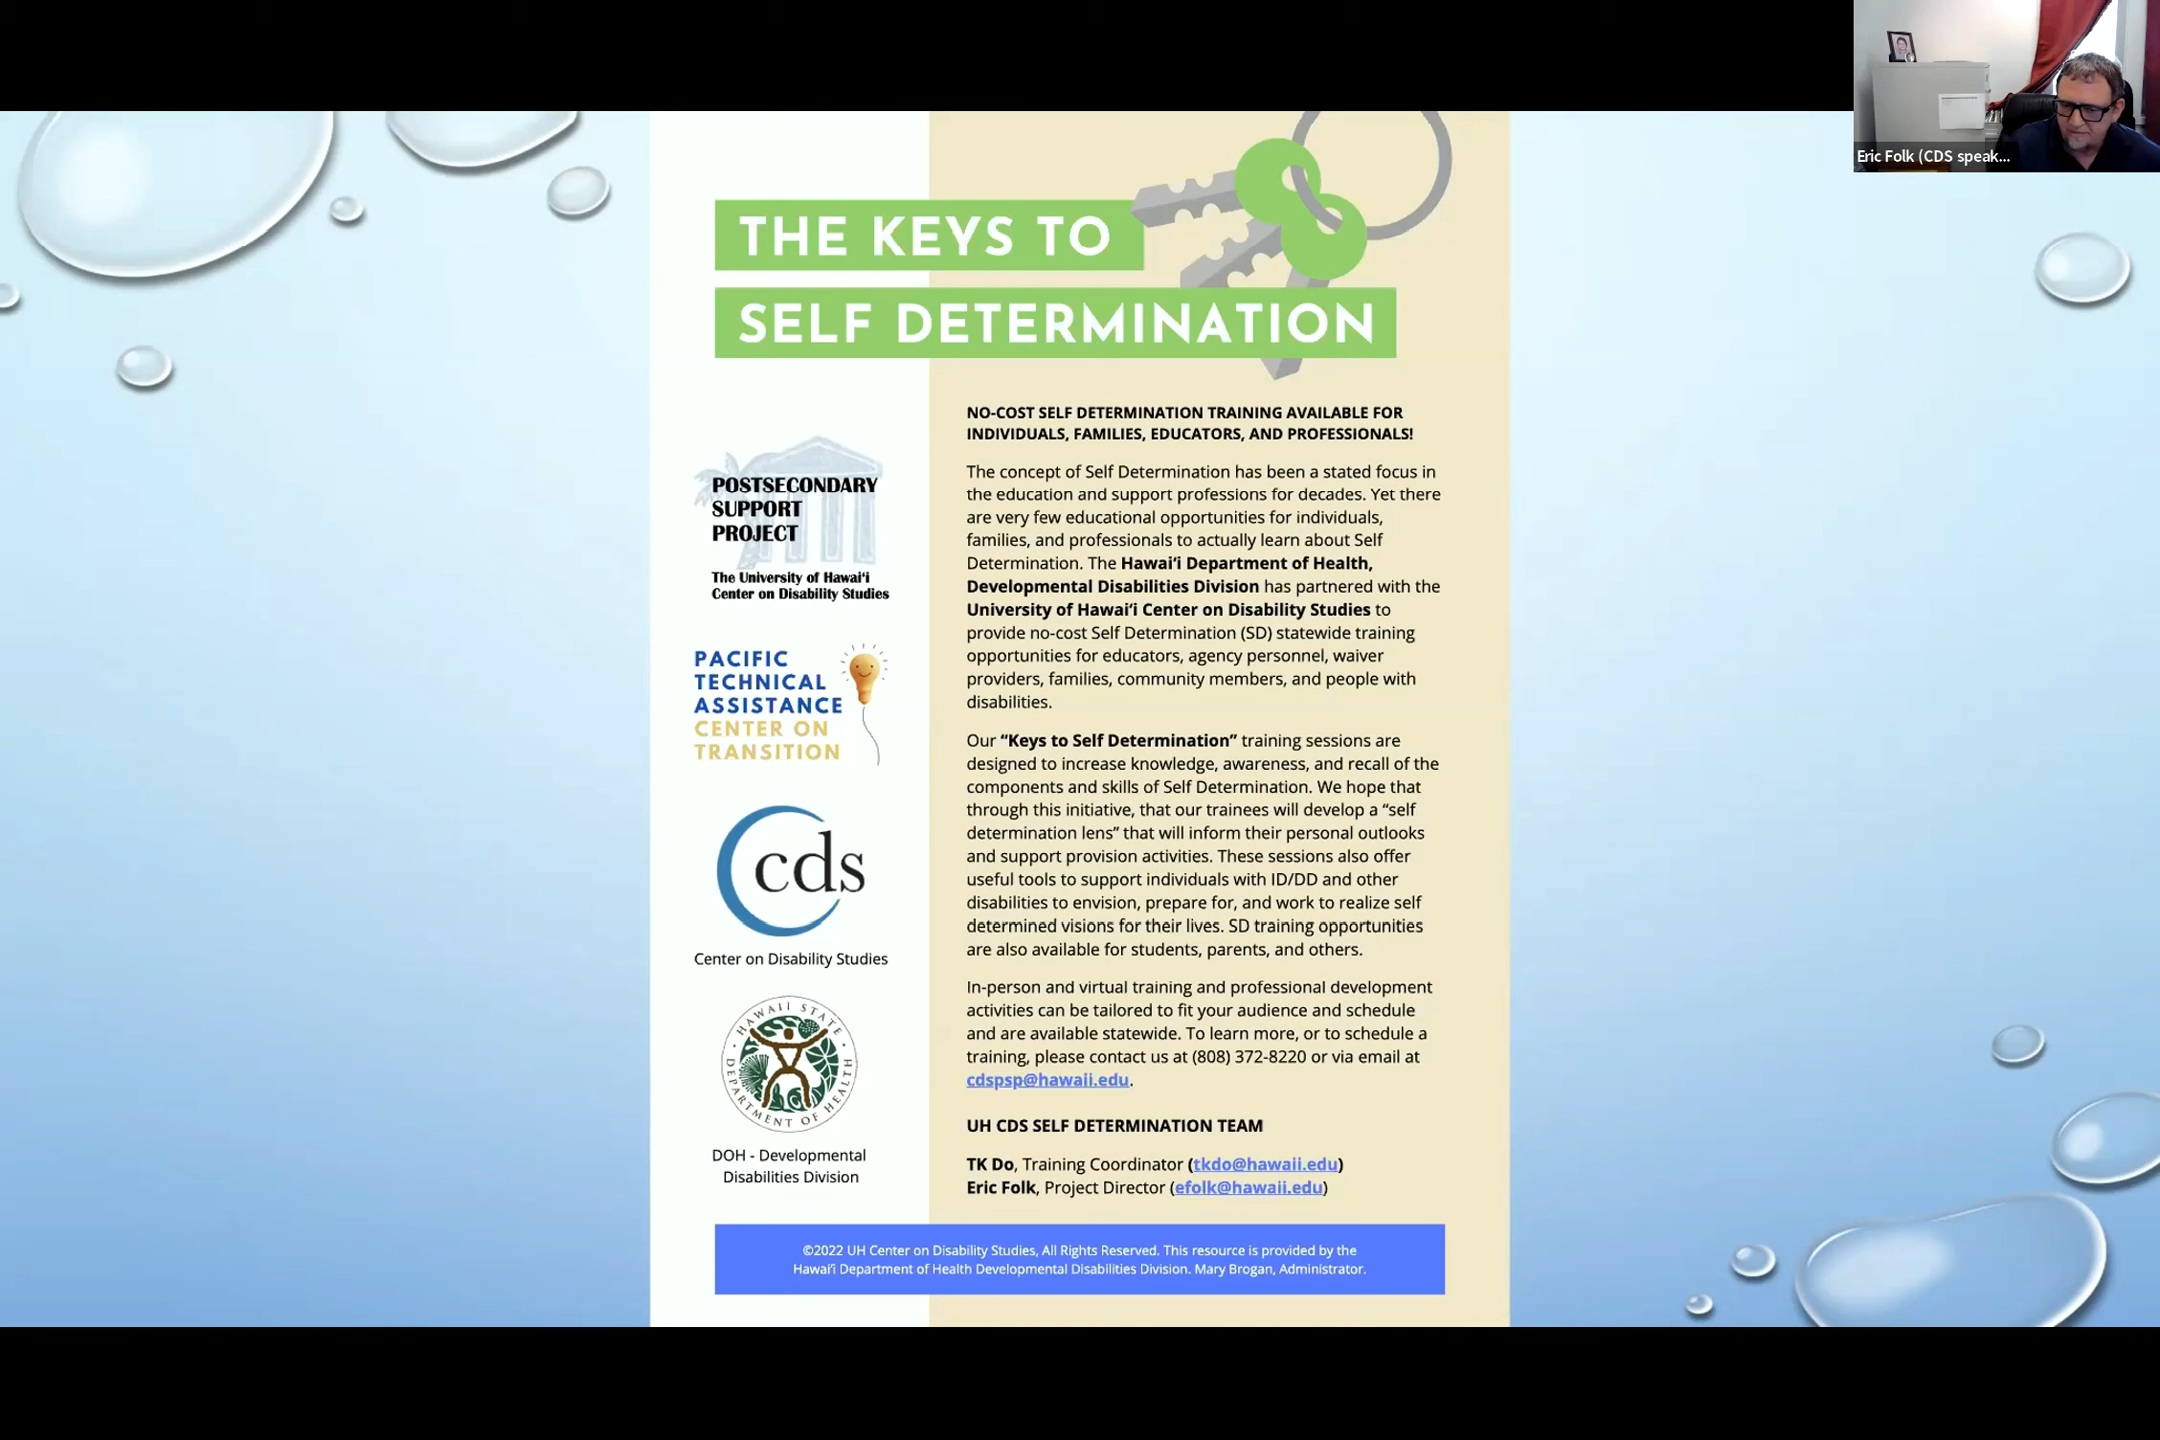 Eric Folk (CDS speak...
THE KEYS TO
SELF DETERMINATION
POSTSECONDARY
SUPPORT
PROJECT
The University of Hawai‘i
Center on Disability Studies
PACIFIC
TECHNICAL
ASSISTANCE
CENTER ON
TRANSITION
cds
Center on Disability Studies
HAWAII STATE
DEPARTMENT OF HEALTH
DOH - Developmental
Disabilities Division
NO-COST SELF DETERMINATION TRAINING AVAILABLE FOR
INDIVIDUALS, FAMILIES, EDUCATORS, AND PROFESSIONALS!
The concept of Self Determination has been a stated focus in
the education and support professions for decades. Yet there
are very few educational opportunities for individuals,
families, and professionals to actually learn about Self
Determination. The Hawai‘i Department of Health,
Developmental Disabilities Division has partnered with the
University of Hawai‘i Center on Disability Studies to
provide no-cost Self Determination (SD) statewide training
opportunities for educators, agency personnel, waiver
providers, families, community members, and people with
disabilities.
Our “Keys to Self Determination” training sessions are
designed to increase knowledge, awareness, and recall of the
components and skills of Self Determination. We hope that
through this initiative, that our trainees will develop a “self
determination lens” that will inform their personal outlooks
and support provision activities. These sessions also offer
useful tools to support individuals with ID/DD and other
disabilities to envision, prepare for, and work to realize self
determined visions for their lives. SD training opportunities
are also available for students, parents, and others.
In-person and virtual training and professional development
activities can be tailored to fit your audience and schedule
and are available statewide. To learn more, or to schedule a
training, please contact us at (808) 372-8220 or via email at
cdspsp@hawaii.edu.
UH CDS SELF DETERMINATION TEAM
TK Do, Training Coordinator (tkdo@hawaii.edu)
Eric Folk, Project Director (efolk@hawaii.edu)
©2022 UH Center on Disability Studies, All Rights Reserved. This resource is provided by the
Hawai‘i Department of Health Developmental Disabilities Division. Mary Brogan, Administrator.